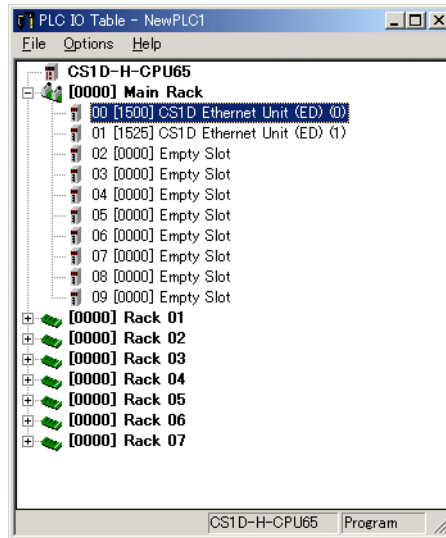 PLC IO Table - NewPLC1
File Options Help
CS1D-H-CPU65
[0000] Main Rack
00 [1500] CS1D Ethernet Unit (ED) (0)
01 [1525] CS1D Ethernet Unit (ED) (1)
02 [0000] Empty Slot
03 [0000] Empty Slot
04 [0000] Empty Slot
05 [0000] Empty Slot
06 [0000] Empty Slot
07 [0000] Empty Slot
08 [0000] Empty Slot
09 [0000] Empty Slot
[0000] Rack 01
[0000] Rack 02
[0000] Rack 03
[0000] Rack 04
[0000] Rack 05
[0000] Rack 06
[0000] Rack 07
CS1D-H-CPU65 Program